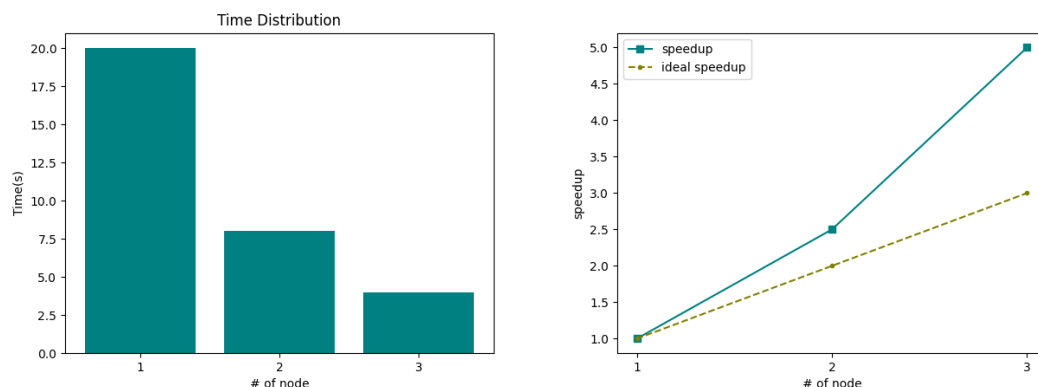 Time Distribution
Time(s)
20.0
17.5
15.0
12.5
10.0
7.5
5.0
2.5
0.0
1 2 3
# of node
speedup
ideal speedup
speedup
5.0
4.5
4.0
3.5
3.0
2.5
2.0
1.5
1.0
1 2 3
# of node